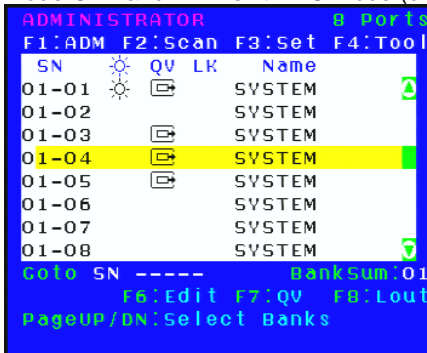 ADMINISTRATOR 8 Ports
F1:ADM F2:Scan F3:Set F4:Tool
SN QV LK Name
01-01 SYSTEM
01-02 SYSTEM
01-03 SYSTEM
01-04 SYSTEM
01-05 SYSTEM
01-06 SYSTEM
01-07 SYSTEM
01-08 SYSTEM
Goto SN ----- BankSum:01
F6:Edit F7:QV F8:Lout
PageUP/DN:Select Banks